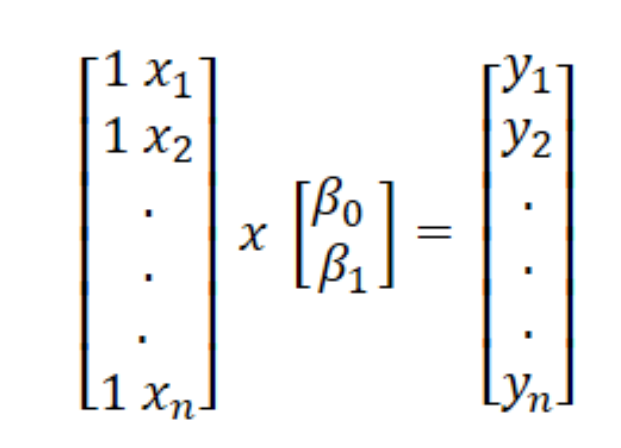 [1 x₁] [y₁]
[1 x₂] [y₂]
[.] x [β₀] = [.]
[.] [β₁] [.]
[.] [.]
[1 xₙ] [yₙ]